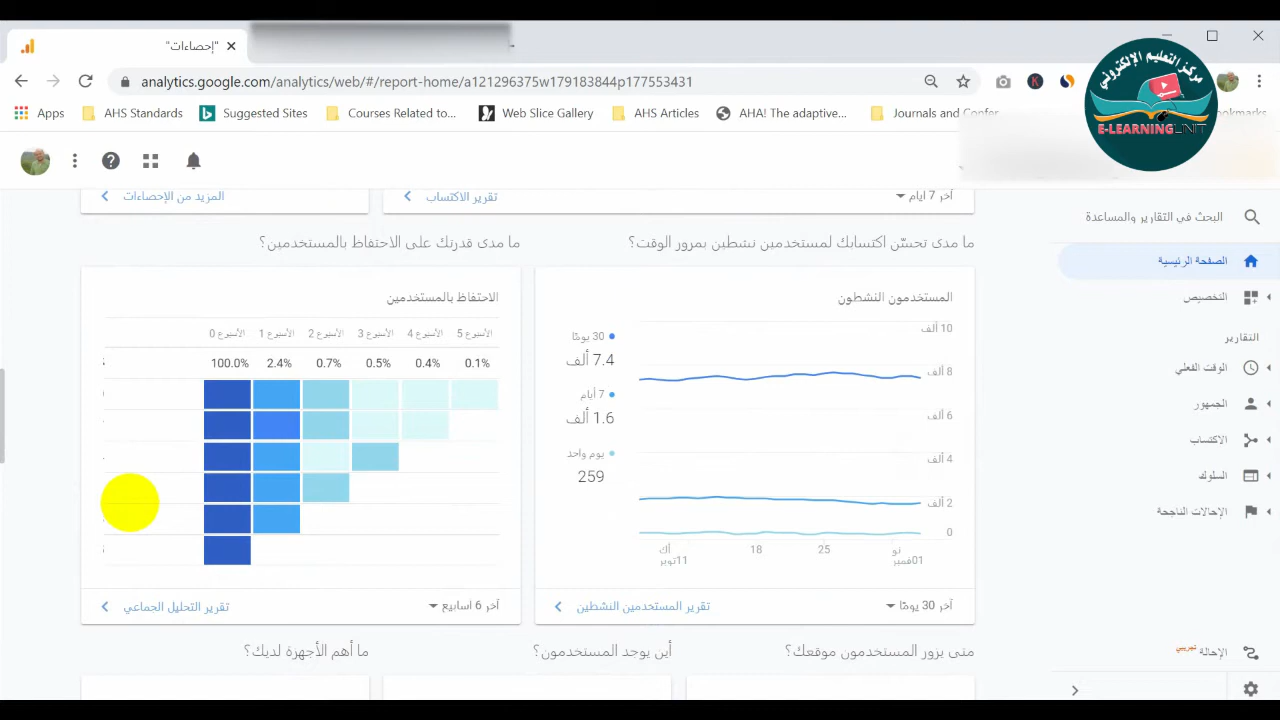 "إحصاءات"
analytics.google.com/analytics/web/#/report-home/a121296375w179183844p177553431
Apps
AHS Standards
Suggested Sites
Courses Related to...
Web Slice Gallery
AHS Articles
AHA! The adaptive...
Journals and Confer
مركز التعليم الإلكتروني
E-LEARNING UNIT
البحث في التقارير والمساعدة
الصفحة الرئيسية
التخصيص
التقارير
الوقت الفعلي
الجمهور
الاكتساب
السلوك
الإحالات الناجحة
الإحالة تجريبي
آخر 7 أيام
تقرير الاكتساب
المزيد من الإحصاءات
ما مدى تحسّن اكتسابك لمستخدمين نشطين بمرور الوقت؟
المستخدمون النشطون
30 يومًا
7.4 ألف
7 أيام
1.6 ألف
يوم واحد
259
10 ألف
8 ألف
6 ألف
4 ألف
2 ألف
0
11 أكتوبر
18
25
01 نوفمبر
آخر 30 يومًا
تقرير المستخدمين النشطين
ما مدى قدرتك على الاحتفاظ بالمستخدمين؟
الاحتفاظ بالمستخدمين
الأسبوع 0 الأسبوع 1 الأسبوع 2 الأسبوع 3 الأسبوع 4 الأسبوع 5
100.0% 2.4% 0.7% 0.5% 0.4% 0.1%
آخر 6 أسابيع
تقرير التحليل الجماعي
متى يزور المستخدمون موقعك؟
أين يوجد المستخدمون؟
ما أهم الأجهزة لديك؟